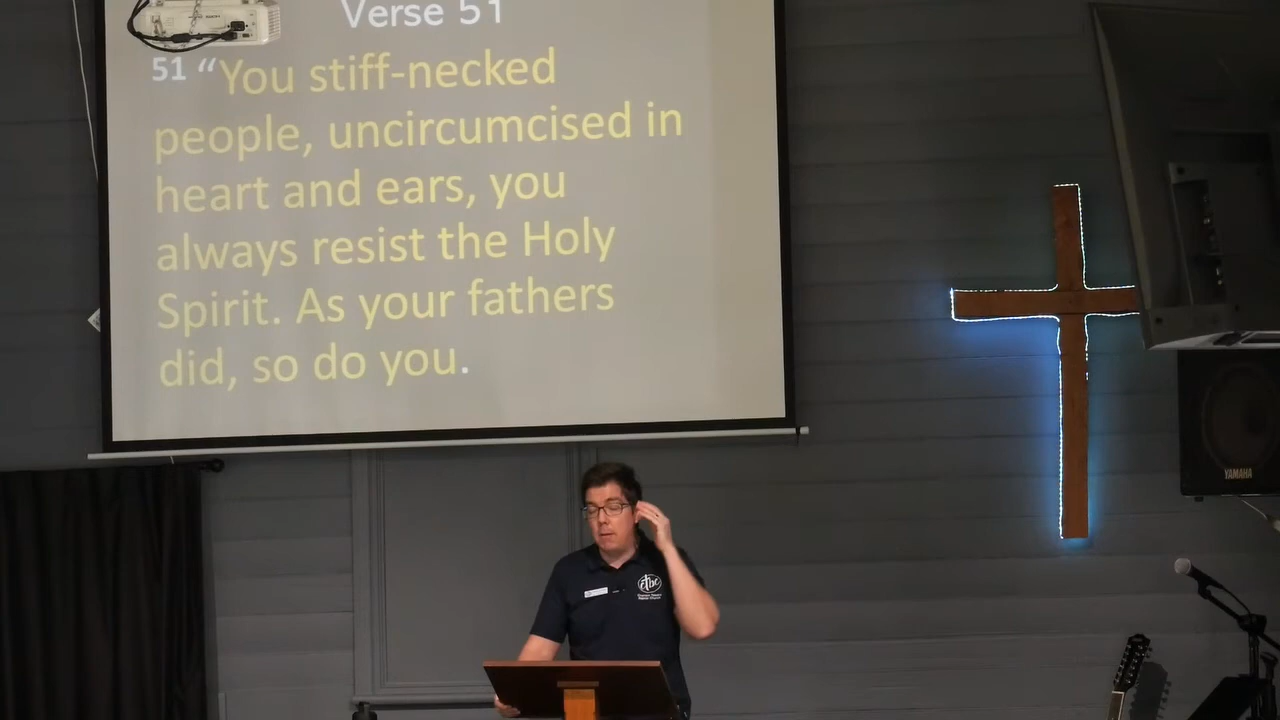 Verse 51
51 “You stiff-necked
people, uncircumcised in
heart and ears, you
always resist the Holy
Spirit. As your fathers
did, so do you.
YAMAHA